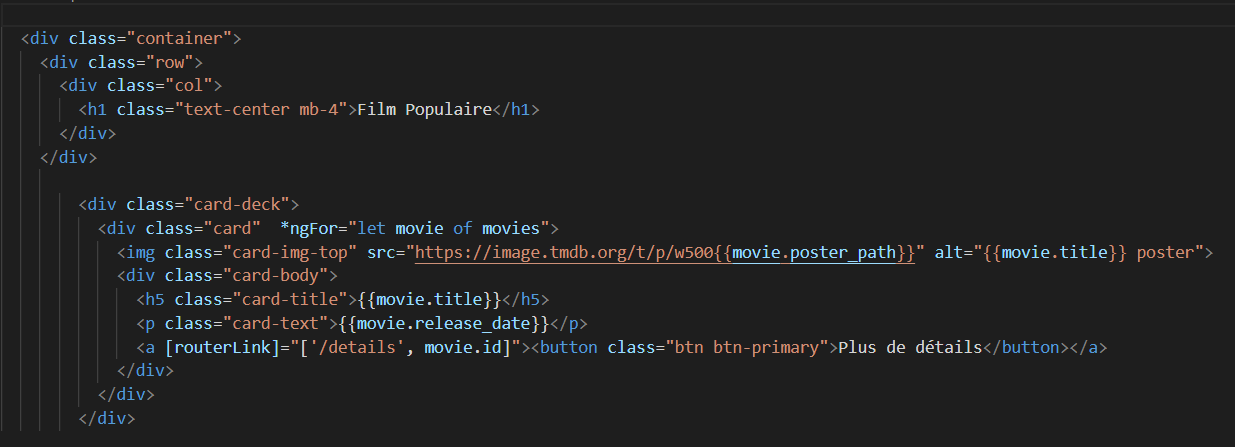 <div class="container">
<div class="row">
<div class="col">
<h1 class="text-center mb-4">Film Populaire</h1>
</div>
</div>
<div class="card-deck">
<div class="card"  *ngFor="let movie of movies">
<img class="card-img-top" src="https://image.tmdb.org/t/p/w500{{movie.poster_path}}" alt="{{movie.title}} poster">
<div class="card-body">
<h5 class="card-title">{{movie.title}}</h5>
<p class="card-text">{{movie.release_date}}</p>
<a [routerLink]="['/details', movie.id]"><button class="btn btn-primary">Plus de détails</button></a>
</div>
</div>
</div>